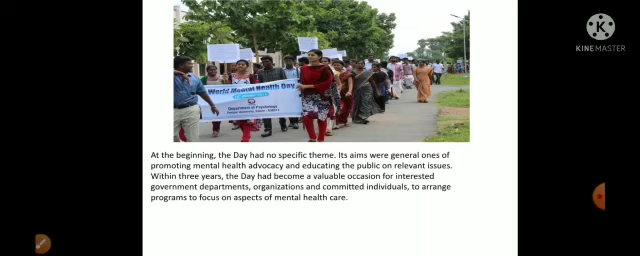 KINEMASTER
World Mental Health Day
Department of Psychology
At the beginning, the Day had no specific theme. Its aims were general ones of
promoting mental health advocacy and educating the public on relevant issues.
Within three years, the Day had become a valuable occasion for interested
government departments, organizations and committed individuals, to arrange
programs to focus on aspects of mental health care.